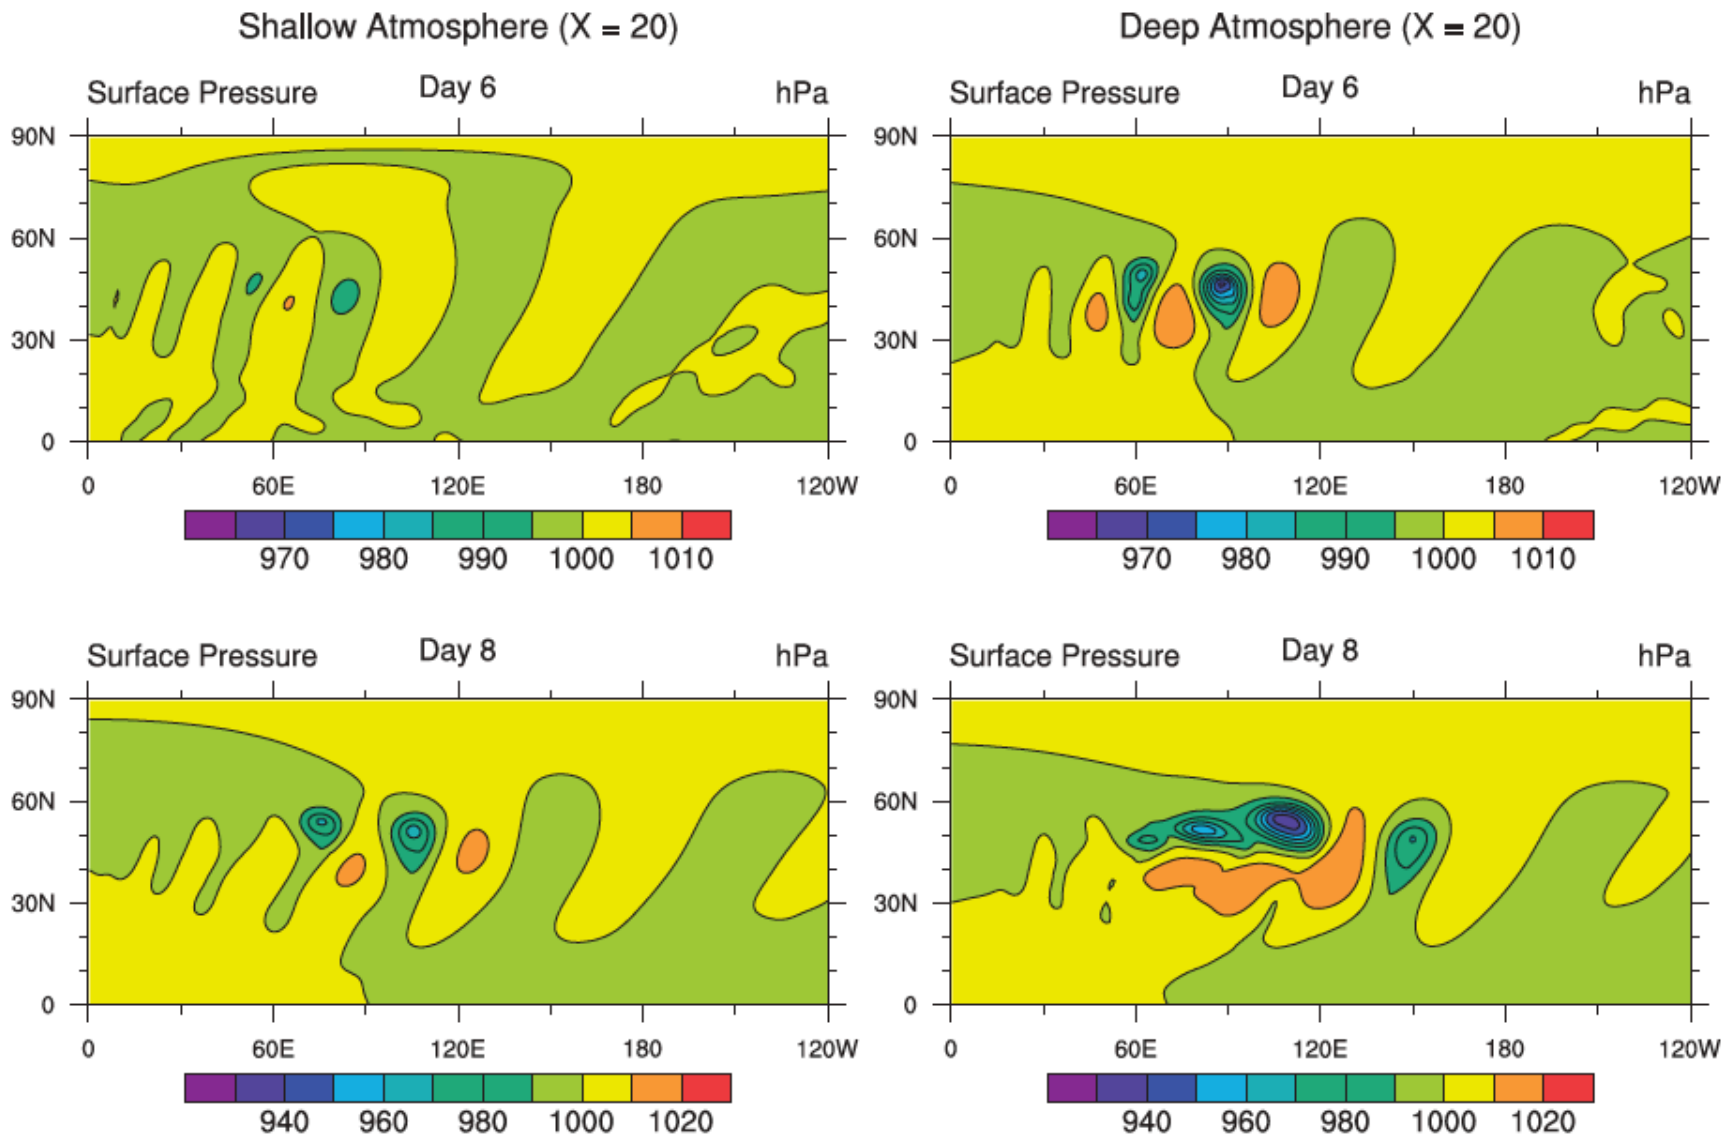 Shallow Atmosphere (X = 20)
Deep Atmosphere (X = 20)
Surface Pressure Day 6 hPa
90N
60N
30N
0
0 60E 120E 180 120W
970 980 990 1000 1010
Surface Pressure Day 6 hPa
90N
60N
30N
0
0 60E 120E 180 120W
970 980 990 1000 1010
Surface Pressure Day 8 hPa
90N
60N
30N
0
0 60E 120E 180 120W
940 960 980 1000 1020
Surface Pressure Day 8 hPa
90N
60N
30N
0
0 60E 120E 180 120W
940 960 980 1000 1020